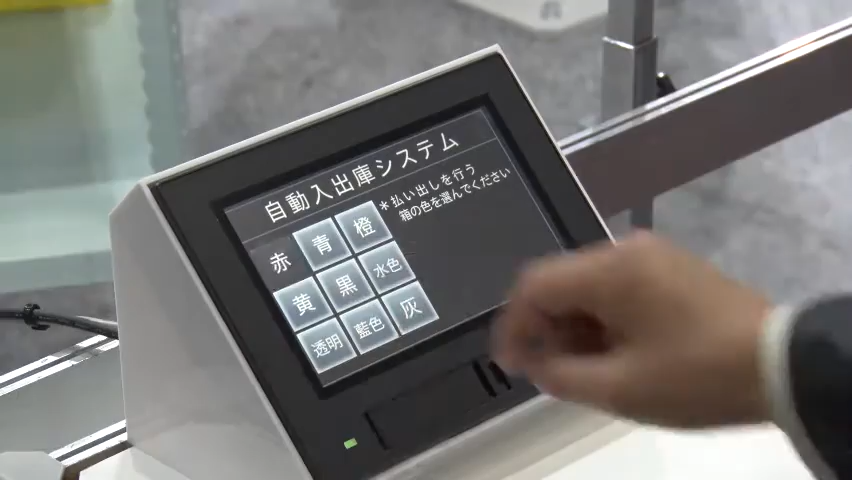 自動入出庫システム
＊払い出しを行う
箱の色を選んでください
赤 青 橙
黄 黒 水色
透明 藍色 灰